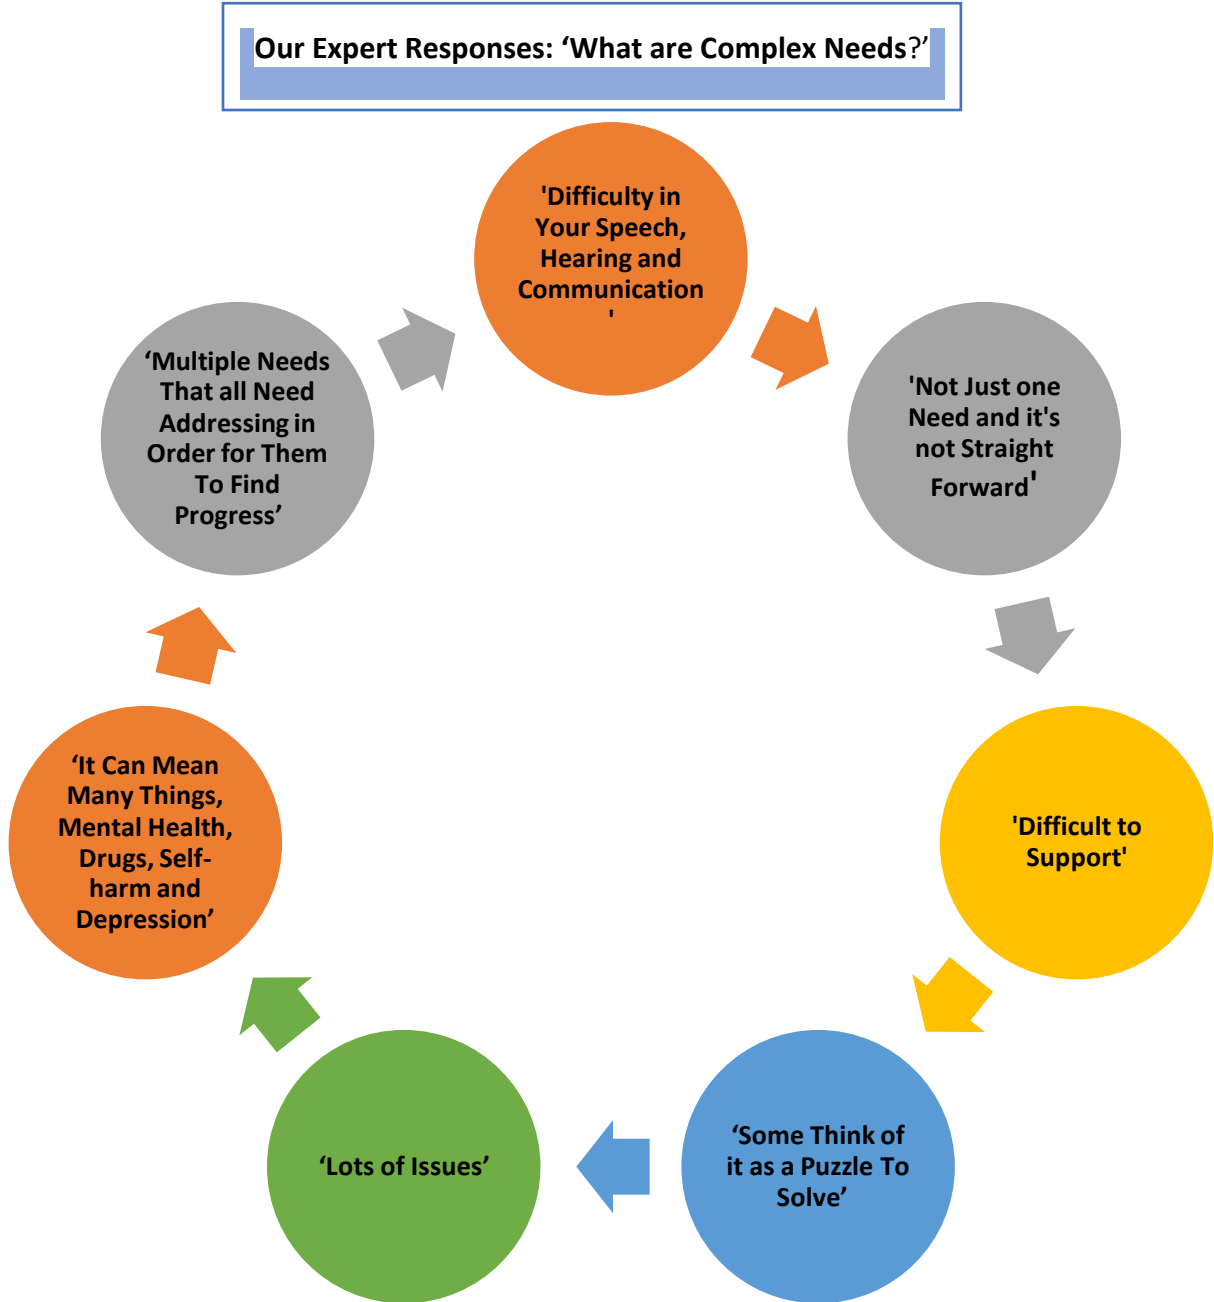 Our Expert Responses: ‘What are Complex Needs?’
'Difficulty in
Your Speech,
Hearing and
Communication
'
'Not Just one
Need and it's
not Straight
Forward'
'Difficult to
Support'
‘Some Think of
it as a Puzzle To
Solve’
‘Lots of Issues’
‘It Can Mean
Many Things,
Mental Health,
Drugs, Self-
harm and
Depression’
‘Multiple Needs
That all Need
Addressing in
Order for Them
To Find
Progress’